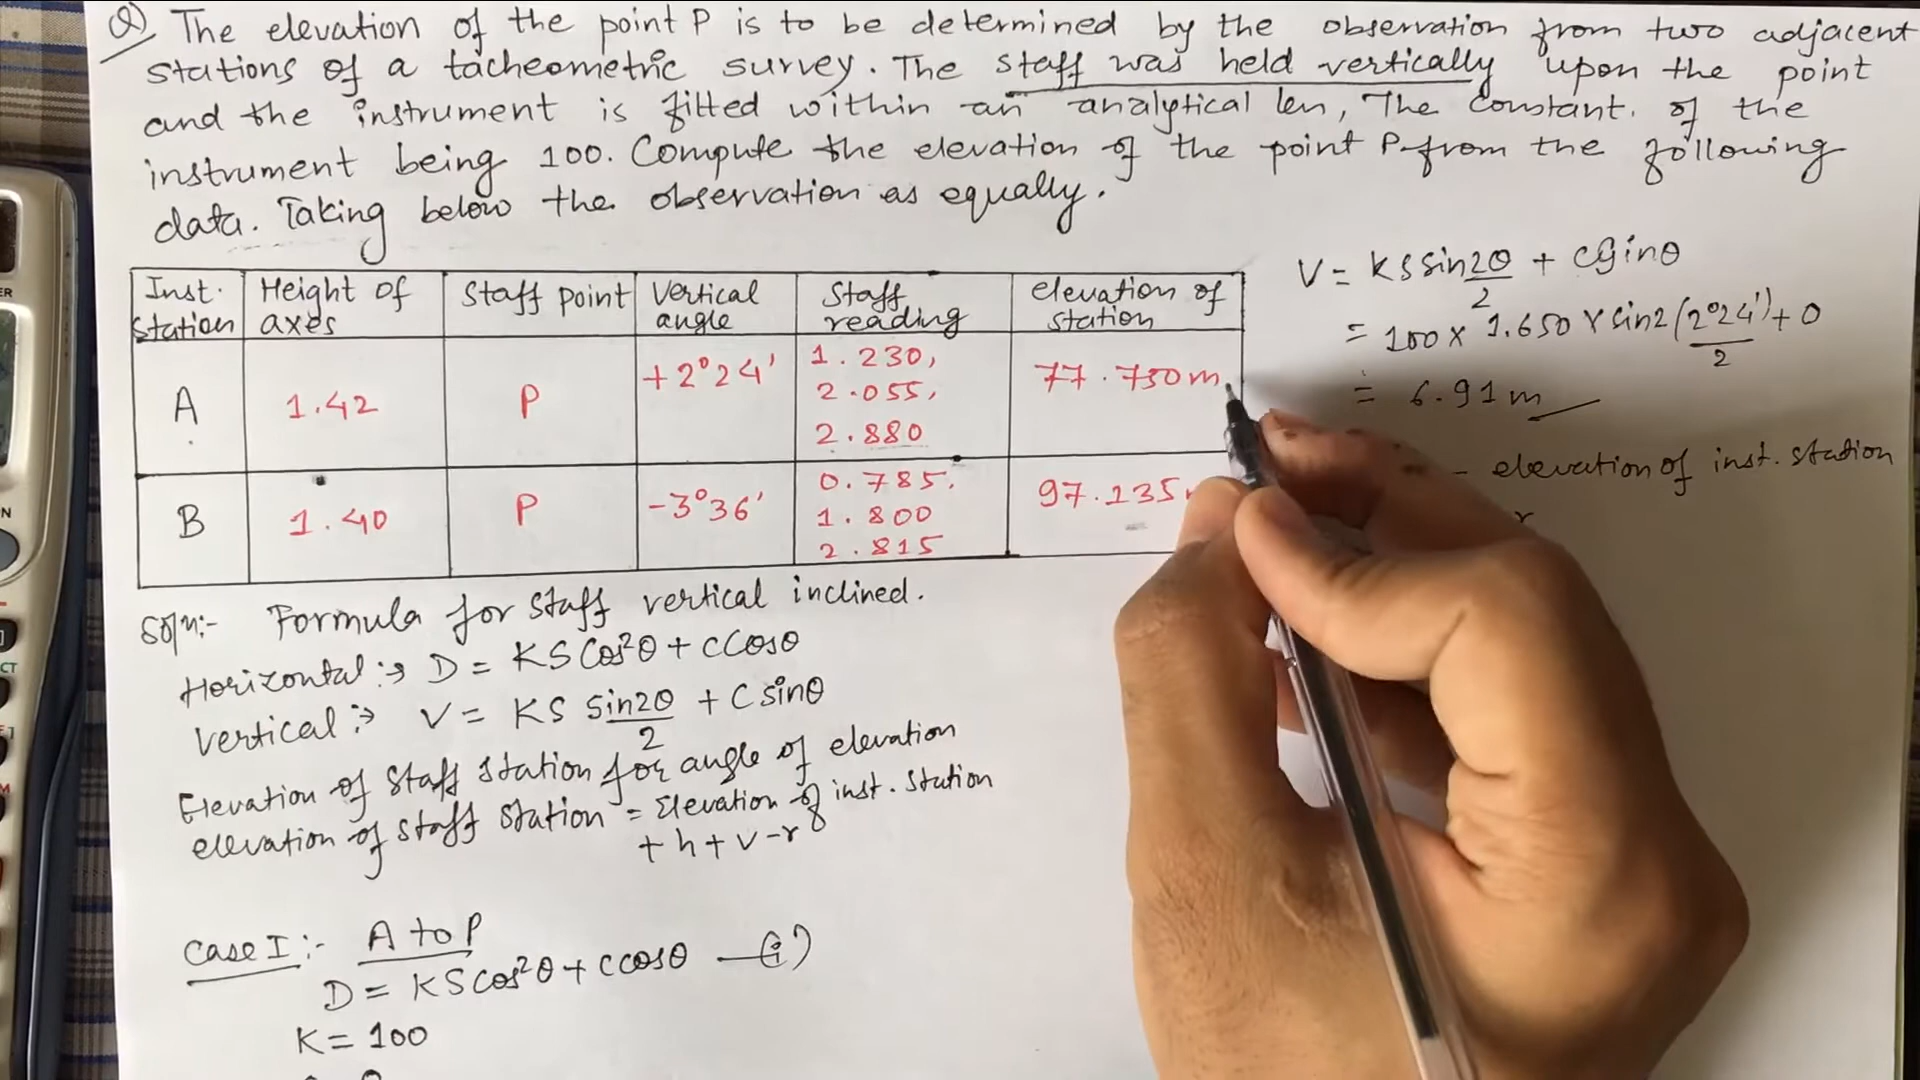 Q) The elevation of the point P is to be determined by the observation from two adjacent
stations of a tacheometric survey. The staff was held vertically upon the point
and the instrument is fitted within an analytical len, The Constant. of the
instrument being 100. Compute the elevation of the point P from the following
data. Taking below the observation as equally.
Inst. station Height of axes Staff point Vertical angle Staff reading elevation of station
A 1.42 P +2°24' 1.230, 2.055, 2.880 77.750m
B 1.40 P -3°36' 0.785, 1.800 2.815 97.135
V = KS sin2θ/2 + C sinθ
= 100 × 1.650 × sin2(2°24')/2 + 0
= 6.91m
- elevation of inst. station
Soln:- Formula for staff vertical inclined.
Horizontal :→ D = KS Cos²θ + C Cosθ
Vertical :→ V = KS Sin2θ/2 + C sinθ
Elevation of staff station for angle of elevation
elevation of staff station = Elevation of inst. station
+ h + v - r
Case I :- A to P
D = KS cos²θ + C cosθ —(i)
K = 100